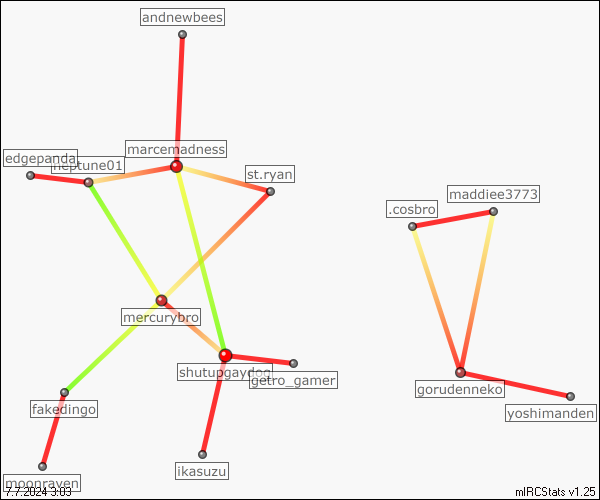 andnewbees
marcemadness
edgepanda
neptune01
st.ryan
maddiee3773
.cosbro
mercurybro
shutupgaydog
getro_gamer
gorudenneko
fakedingo
yoshimanden
ikasuzu
moonraven
7.7.2024 3:03
mIRCStats v1.25